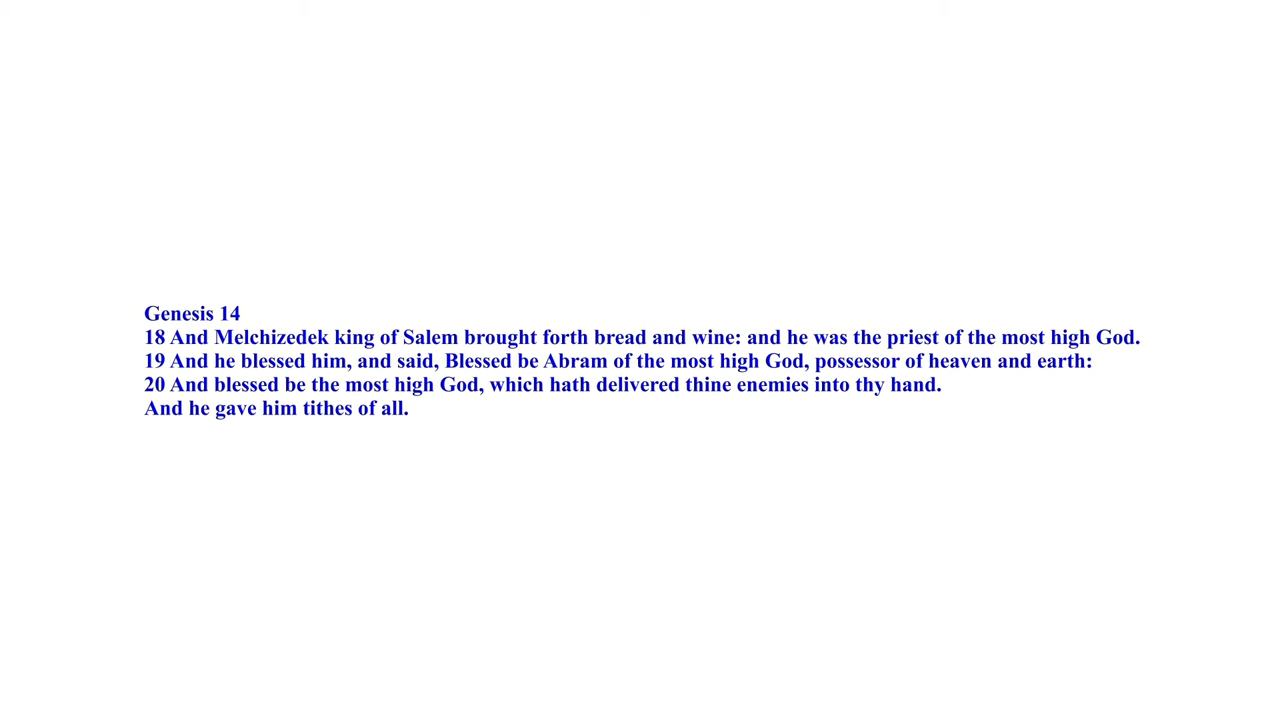 Genesis 14
18 And Melchizedek king of Salem brought forth bread and wine: and he was the priest of the most high God.
19 And he blessed him, and said, Blessed be Abram of the most high God, possessor of heaven and earth:
20 And blessed be the most high God, which hath delivered thine enemies into thy hand.
And he gave him tithes of all.